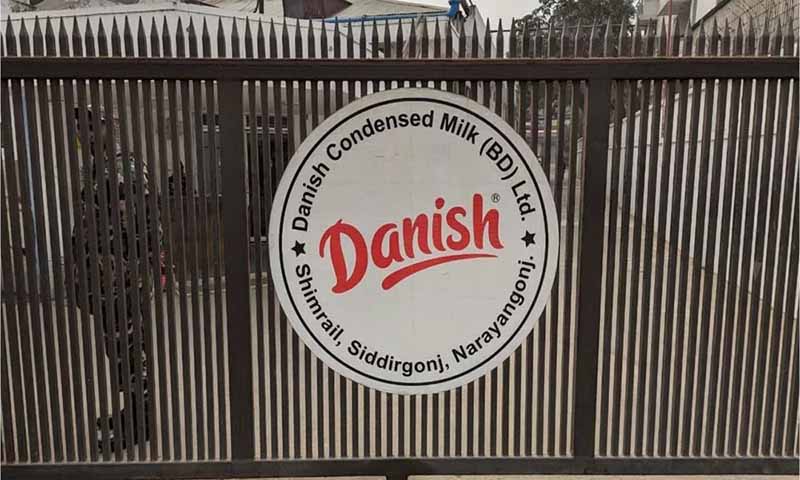 Danish Condensed Milk (BD) Ltd.
Danish®
★ Shimrail, Siddirgonj, Narayangonj. ★